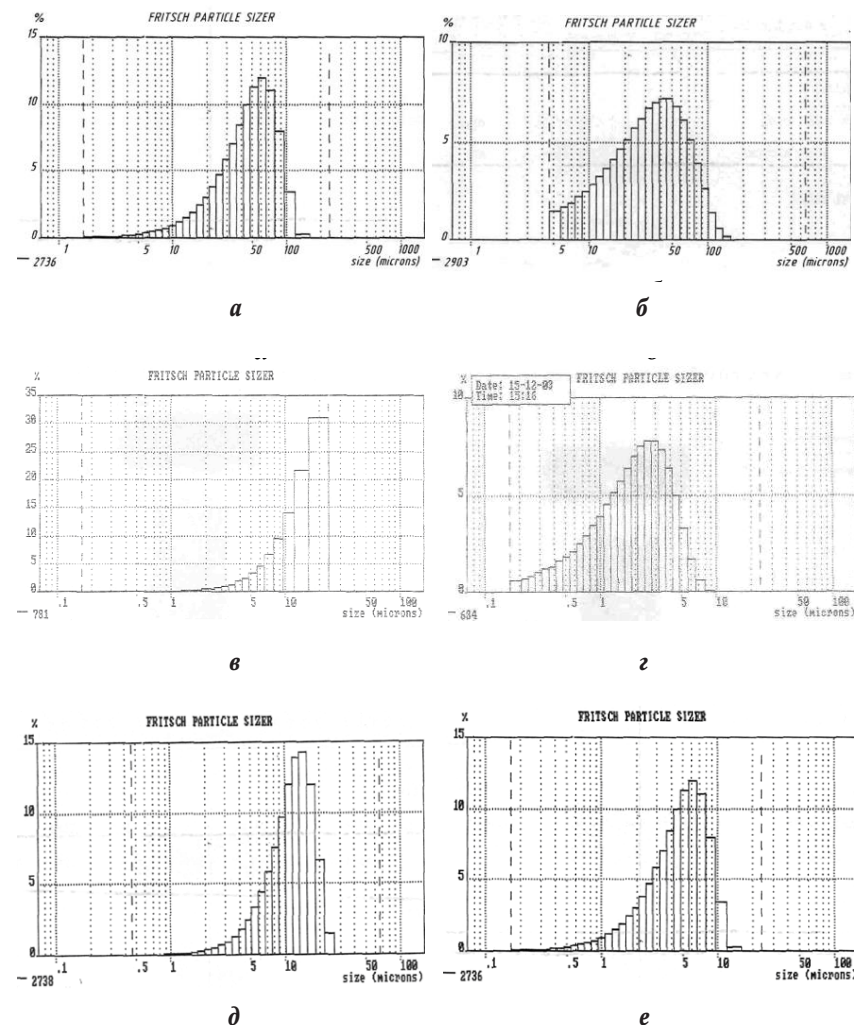 % FRITSCH PARTICLE SIZER
15
10
5
0
1 5 10 50 100 500 1000
— 2736 size (microns)
а
% FRITSCH PARTICLE SIZER
10
5
0
1 5 10 50 100 500 1000
— 2903 size (microns)
б
% FRITSCH PARTICLE SIZER
35
30
25
20
15
10
5
0
.1 .5 1 5 10 50 100
— 781 size (microns)
в
% FRITSCH PARTICLE SIZER
Date: 15-12-03
Time: 15:16
10
5
0
.1 .5 1 5 10 50 100
— 684 size (microns)
г
% FRITSCH PARTICLE SIZER
15
10
5
0
.1 .5 1 5 10 50 100
— 2738 size (microns)
д
% FRITSCH PARTICLE SIZER
15
10
5
0
.1 .5 1 5 10 50 100
— 2736 size (microns)
е